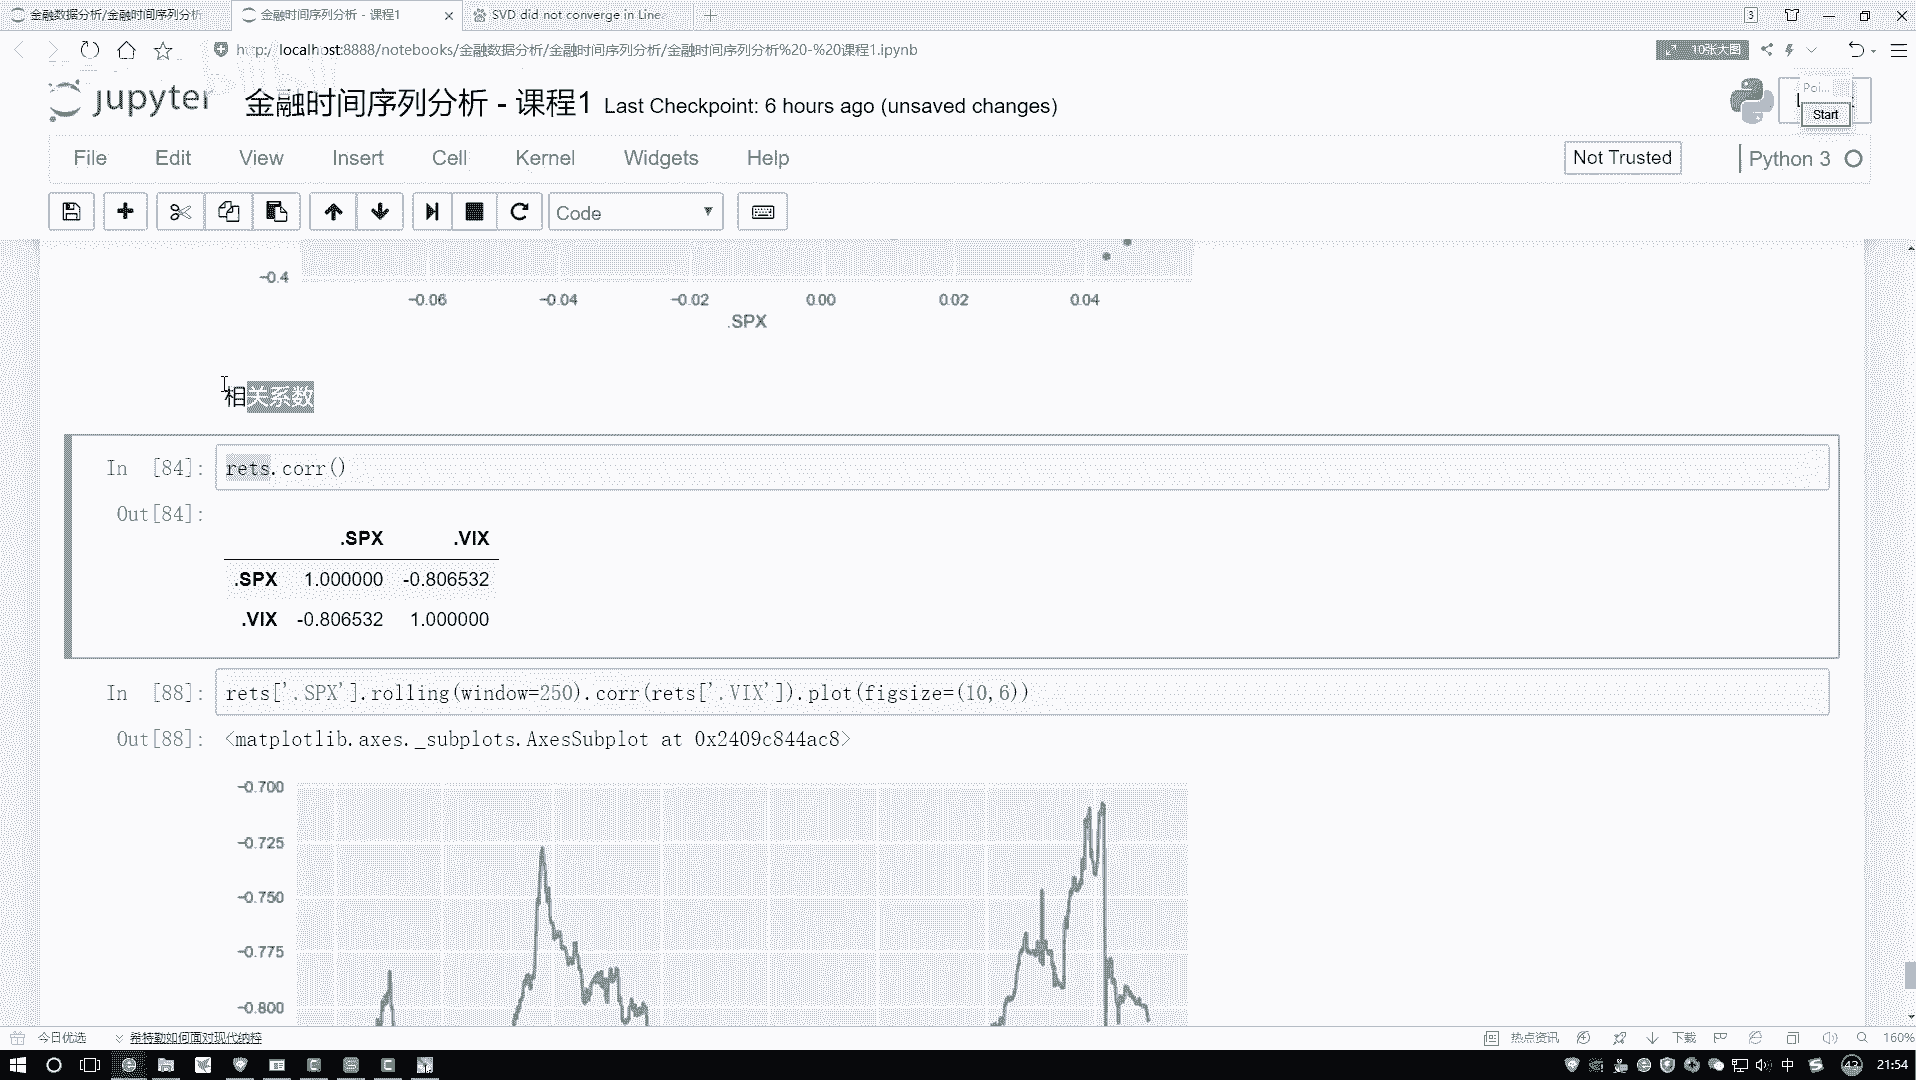 金融数据分析/金融时间序列分析
金融时间序列分析 - 课程1
SVD did not converge in Line
3
http://localhost:8888/notebooks/金融数据分析/金融时间序列分析/金融时间序列分析%20-%20课程1.ipynb
10张大图
jupyter
金融时间序列分析 - 课程1 Last Checkpoint: 6 hours ago (unsaved changes)
Poi...
Start
File Edit View Insert Cell Kernel Widgets Help
Not Trusted
Python 3
Code
−0.4
−0.06 −0.04 −0.02 0.00 0.02 0.04
.SPX
相关系数
In [84]: rets.corr()
Out[84]:
.SPX .VIX
.SPX 1.000000 -0.806532
.VIX -0.806532 1.000000
In [88]: rets['.SPX'].rolling(window=250).corr(rets['.VIX']).plot(figsize=(10,6))
Out[88]: <matplotlib.axes._subplots.AxesSubplot at 0x2409c844ac8>
−0.700
−0.725
−0.750
−0.775
−0.800
今日优选
希特勒如何面对现代纳粹
热点资讯
下载
160%
中
43
21:54